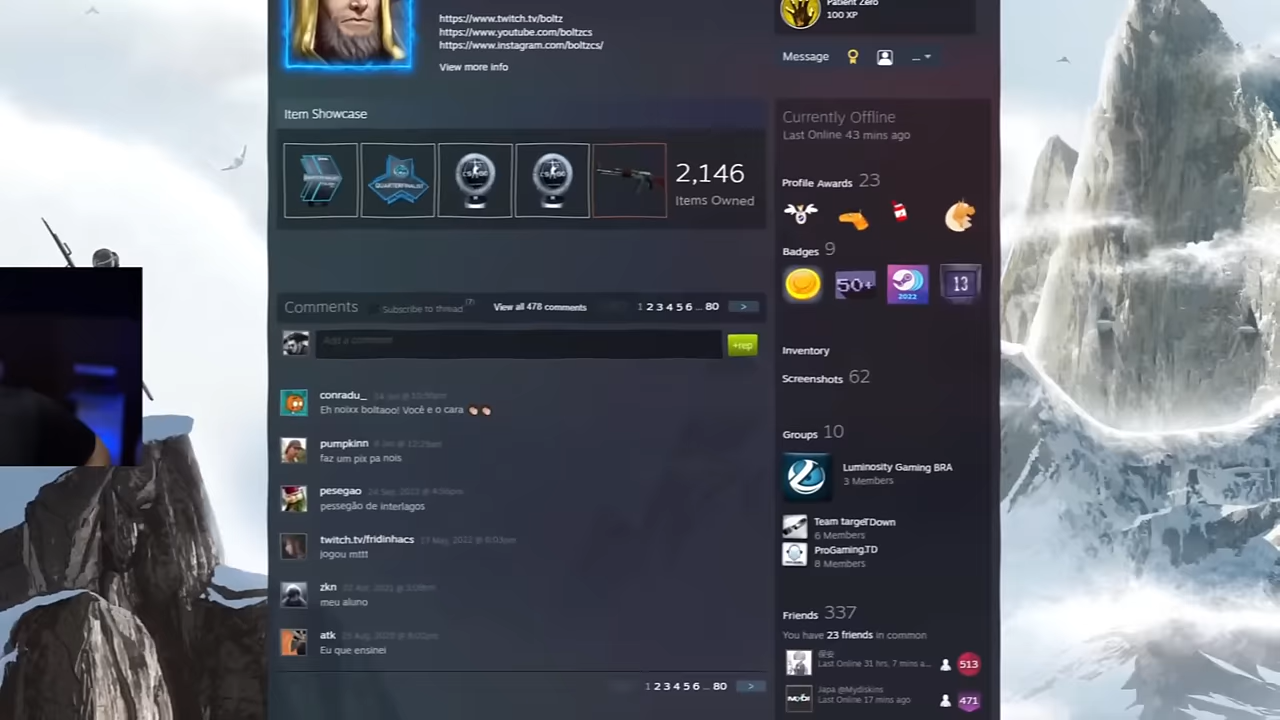 Patient Zero
https://www.twitch.tv/boltz
100 XP
https://www.youtube.com/boltzcs
https://www.instagram.com/boltzcs/
Message
View more info
Item Showcase
Currently Offline
Last Online 43 mins ago
2,146
Items Owned
QUARTERFINALIST
Profile Awards 23
Badges 9
50+
2022
13
Comments Subscribe to thread (?) View all 478 comments 1 2 3 4 5 6 ... 80 >
Add a comment
+rep
Inventory
Screenshots 62
conradu_
Eh noixx boltaoo! Você e o cara
Groups 10
pumpkinn
faz um pix pa nois
Luminosity Gaming BRA
3 Members
pesegao
pessegão de interlagos
Team targeTDown
6 Members
twitch.tv/fridinhacs
jogou mttt
ProGaming.TD
8 Members
zkn
meu aluno
Friends 337
You have 23 friends in common
atk
Eu que ensinei
Last Online 31 hrs, 7 mins a...
513
1 2 3 4 5 6 ... 80 >
Japa @Mydiskins
Last Online 17 mins ago
471